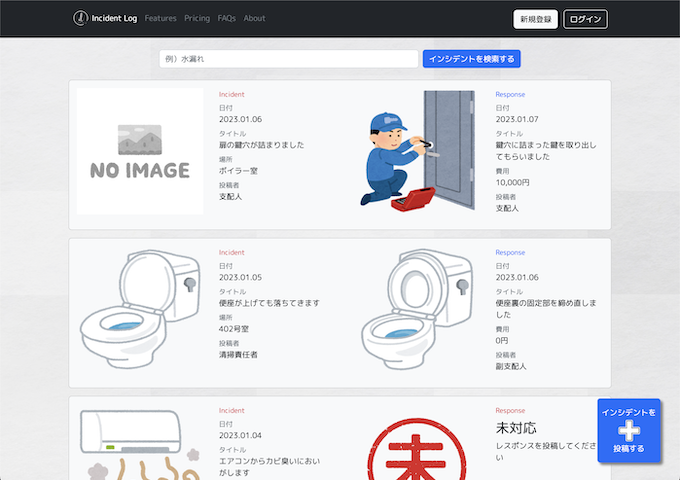 Incident Log Features Pricing FAQs About 新規登録 ログイン
例）水漏れ インシデントを検索する
NO IMAGE
Incident
日付
2023.01.06
タイトル
扉の鍵穴が詰まりました
場所
ボイラー室
投稿者
支配人
Response
日付
2023.01.07
タイトル
鍵穴に詰まった鍵を取り出し
てもらいました
費用
10,000円
投稿者
支配人
Incident
日付
2023.01.05
タイトル
便座が上げても落ちてきます
場所
402号室
投稿者
清掃責任者
Response
日付
2023.01.06
タイトル
便座裏の固定部を締め直しま
した
費用
0円
投稿者
副支配人
Incident
日付
2023.01.04
タイトル
エアコンからカビ臭いにおい
がします
未
Response
未対応
レスポンスを投稿してくださ
い
インシデントを
投稿する